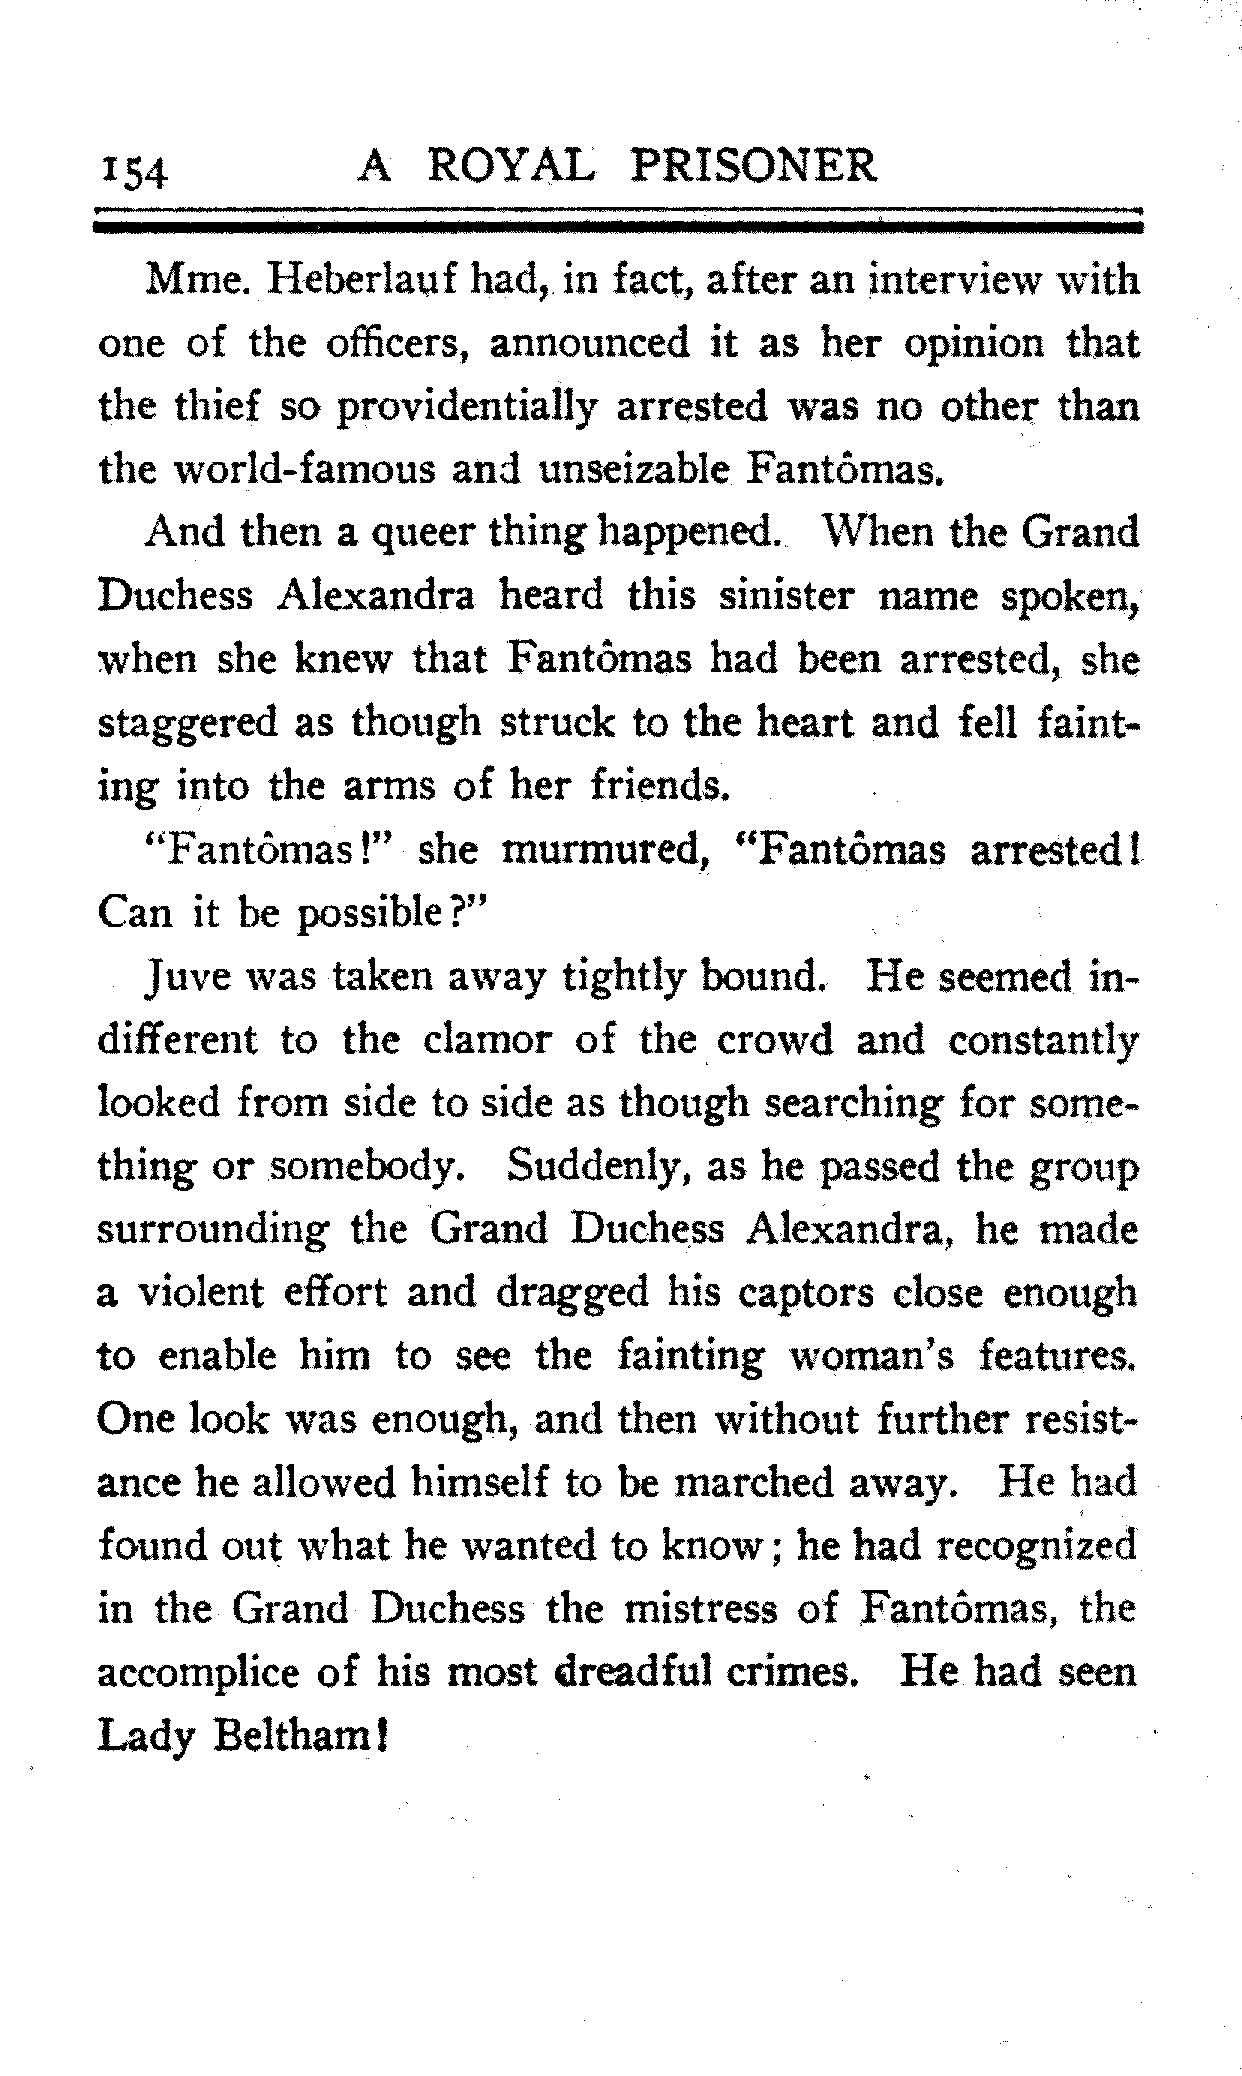 154 A ROYAL PRISONER
Mme. Heberlauf had, in fact, after an interview with
one of the officers, announced it as her opinion that
the thief so providentially arrested was no other than
the world-famous and unseizable Fantômas.
And then a queer thing happened. When the Grand
Duchess Alexandra heard this sinister name spoken,
when she knew that Fantômas had been arrested, she
staggered as though struck to the heart and fell faint-
ing into the arms of her friends.
"Fantômas!" she murmured, "Fantômas arrested!
Can it be possible?"
Juve was taken away tightly bound. He seemed in-
different to the clamor of the crowd and constantly
looked from side to side as though searching for some-
thing or somebody. Suddenly, as he passed the group
surrounding the Grand Duchess Alexandra, he made
a violent effort and dragged his captors close enough
to enable him to see the fainting woman's features.
One look was enough, and then without further resist-
ance he allowed himself to be marched away. He had
found out what he wanted to know; he had recognized
in the Grand Duchess the mistress of Fantômas, the
accomplice of his most dreadful crimes. He had seen
Lady Beltham!